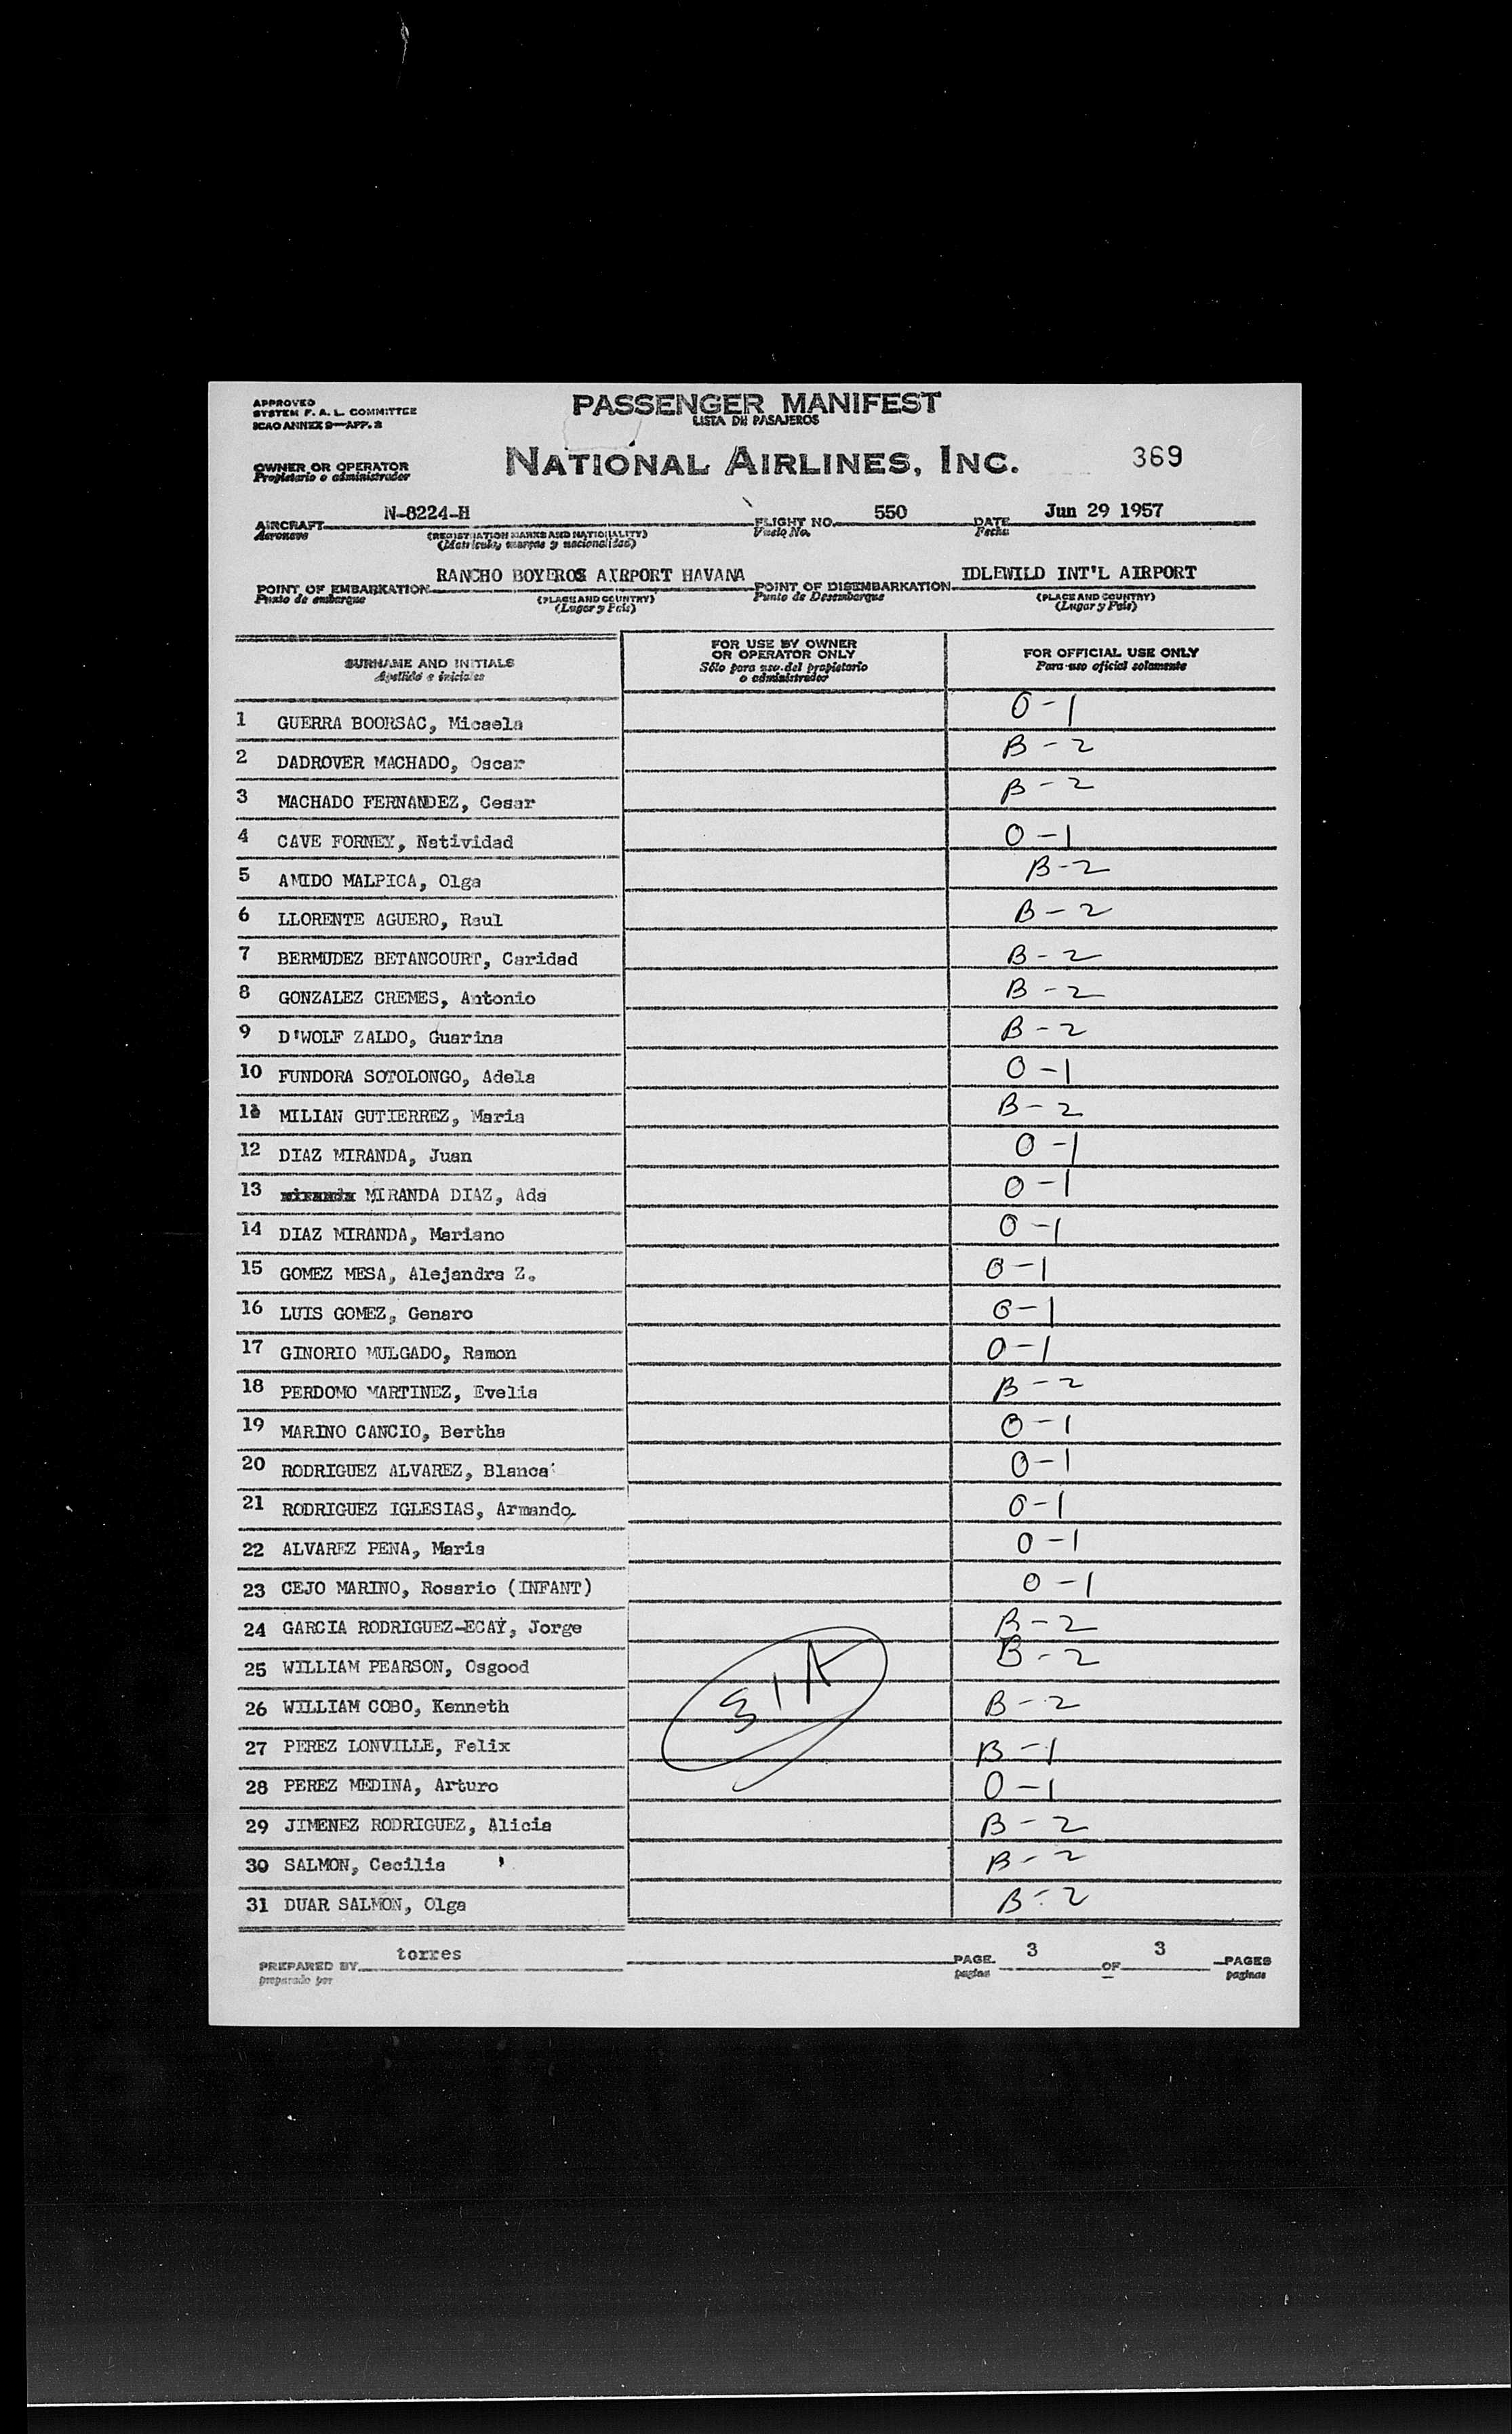 APPROVED
SYSTEM F. A. L. COMMITTEE
ICAO ANNEX 9—APP. 2
PASSENGER MANIFEST
LISTA DE PASAJEROS
OWNER OR OPERATOR
Propietario o administrador
NATIONAL AIRLINES, INC.
369
AIRCRAFT N-8224-H FLIGHT NO. 550 DATE Jun 29 1957
Aeronave (REGISTRATION MARKS AND NATIONALITY) Vuelo No. Fecha
(Matricula, marcas y nacionalidad)
POINT OF EMBARKATION RANCHO BOYEROS AIRPORT HAVANA POINT OF DISEMBARKATION IDLEWILD INT'L AIRPORT
Punto de embarque (PLACE AND COUNTRY) Punto de Desembarque (PLACE AND COUNTRY)
(Lugar y Pais) (Lugar y Pais)
SURNAME AND INITIALS
Apellido e iniciales
FOR USE BY OWNER
OR OPERATOR ONLY
Sólo para uso del propietario
o administrador
FOR OFFICIAL USE ONLY
Para uso oficial solamente
1 GUERRA BOORSAC, Micaela O-1
2 DADROVER MACHADO, Oscar B-2
3 MACHADO FERNANDEZ, Cesar B-2
4 CAVE FORNEY, Natividad O-1
5 AMIDO MALPICA, Olga B-2
6 LLORENTE AGUERO, Raul B-2
7 BERMUDEZ BETANCOURT, Caridad B-2
8 GONZALEZ CREMES, Antonio B-2
9 D'WOLF ZALDO, Guarina B-2
10 FUNDORA SOTOLONGO, Adela O-1
11 MILIAN GUTIERREZ, Maria B-2
12 DIAZ MIRANDA, Juan O-1
13 miranda MIRANDA DIAZ, Ada O-1
14 DIAZ MIRANDA, Mariano O-1
15 GOMEZ MESA, Alejandra Z. O-1
16 LUIS GOMEZ, Genaro O-1
17 GINORIO MULGADO, Ramon O-1
18 PERDOMO MARTINEZ, Evelia B-2
19 MARINO CANCIO, Bertha O-1
20 RODRIGUEZ ALVAREZ, Blanca O-1
21 RODRIGUEZ IGLESIAS, Armando O-1
22 ALVAREZ PENA, Maria O-1
23 CEJO MARINO, Rosario (INFANT) O-1
24 GARCIA RODRIGUEZ-ECAY, Jorge B-2
25 WILLIAM PEARSON, Osgood B-2
26 WILLIAM COBO, Kenneth B-2
27 PEREZ LONVILLE, Felix B-1
28 PEREZ MEDINA, Arturo O-1
29 JIMENEZ RODRIGUEZ, Alicia B-2
30 SALMON, Cecilia B-2
31 DUAR SALMON, Olga B-2
PREPARED BY torres PAGE 3 OF 3 PAGES
preparado por pagina paginas